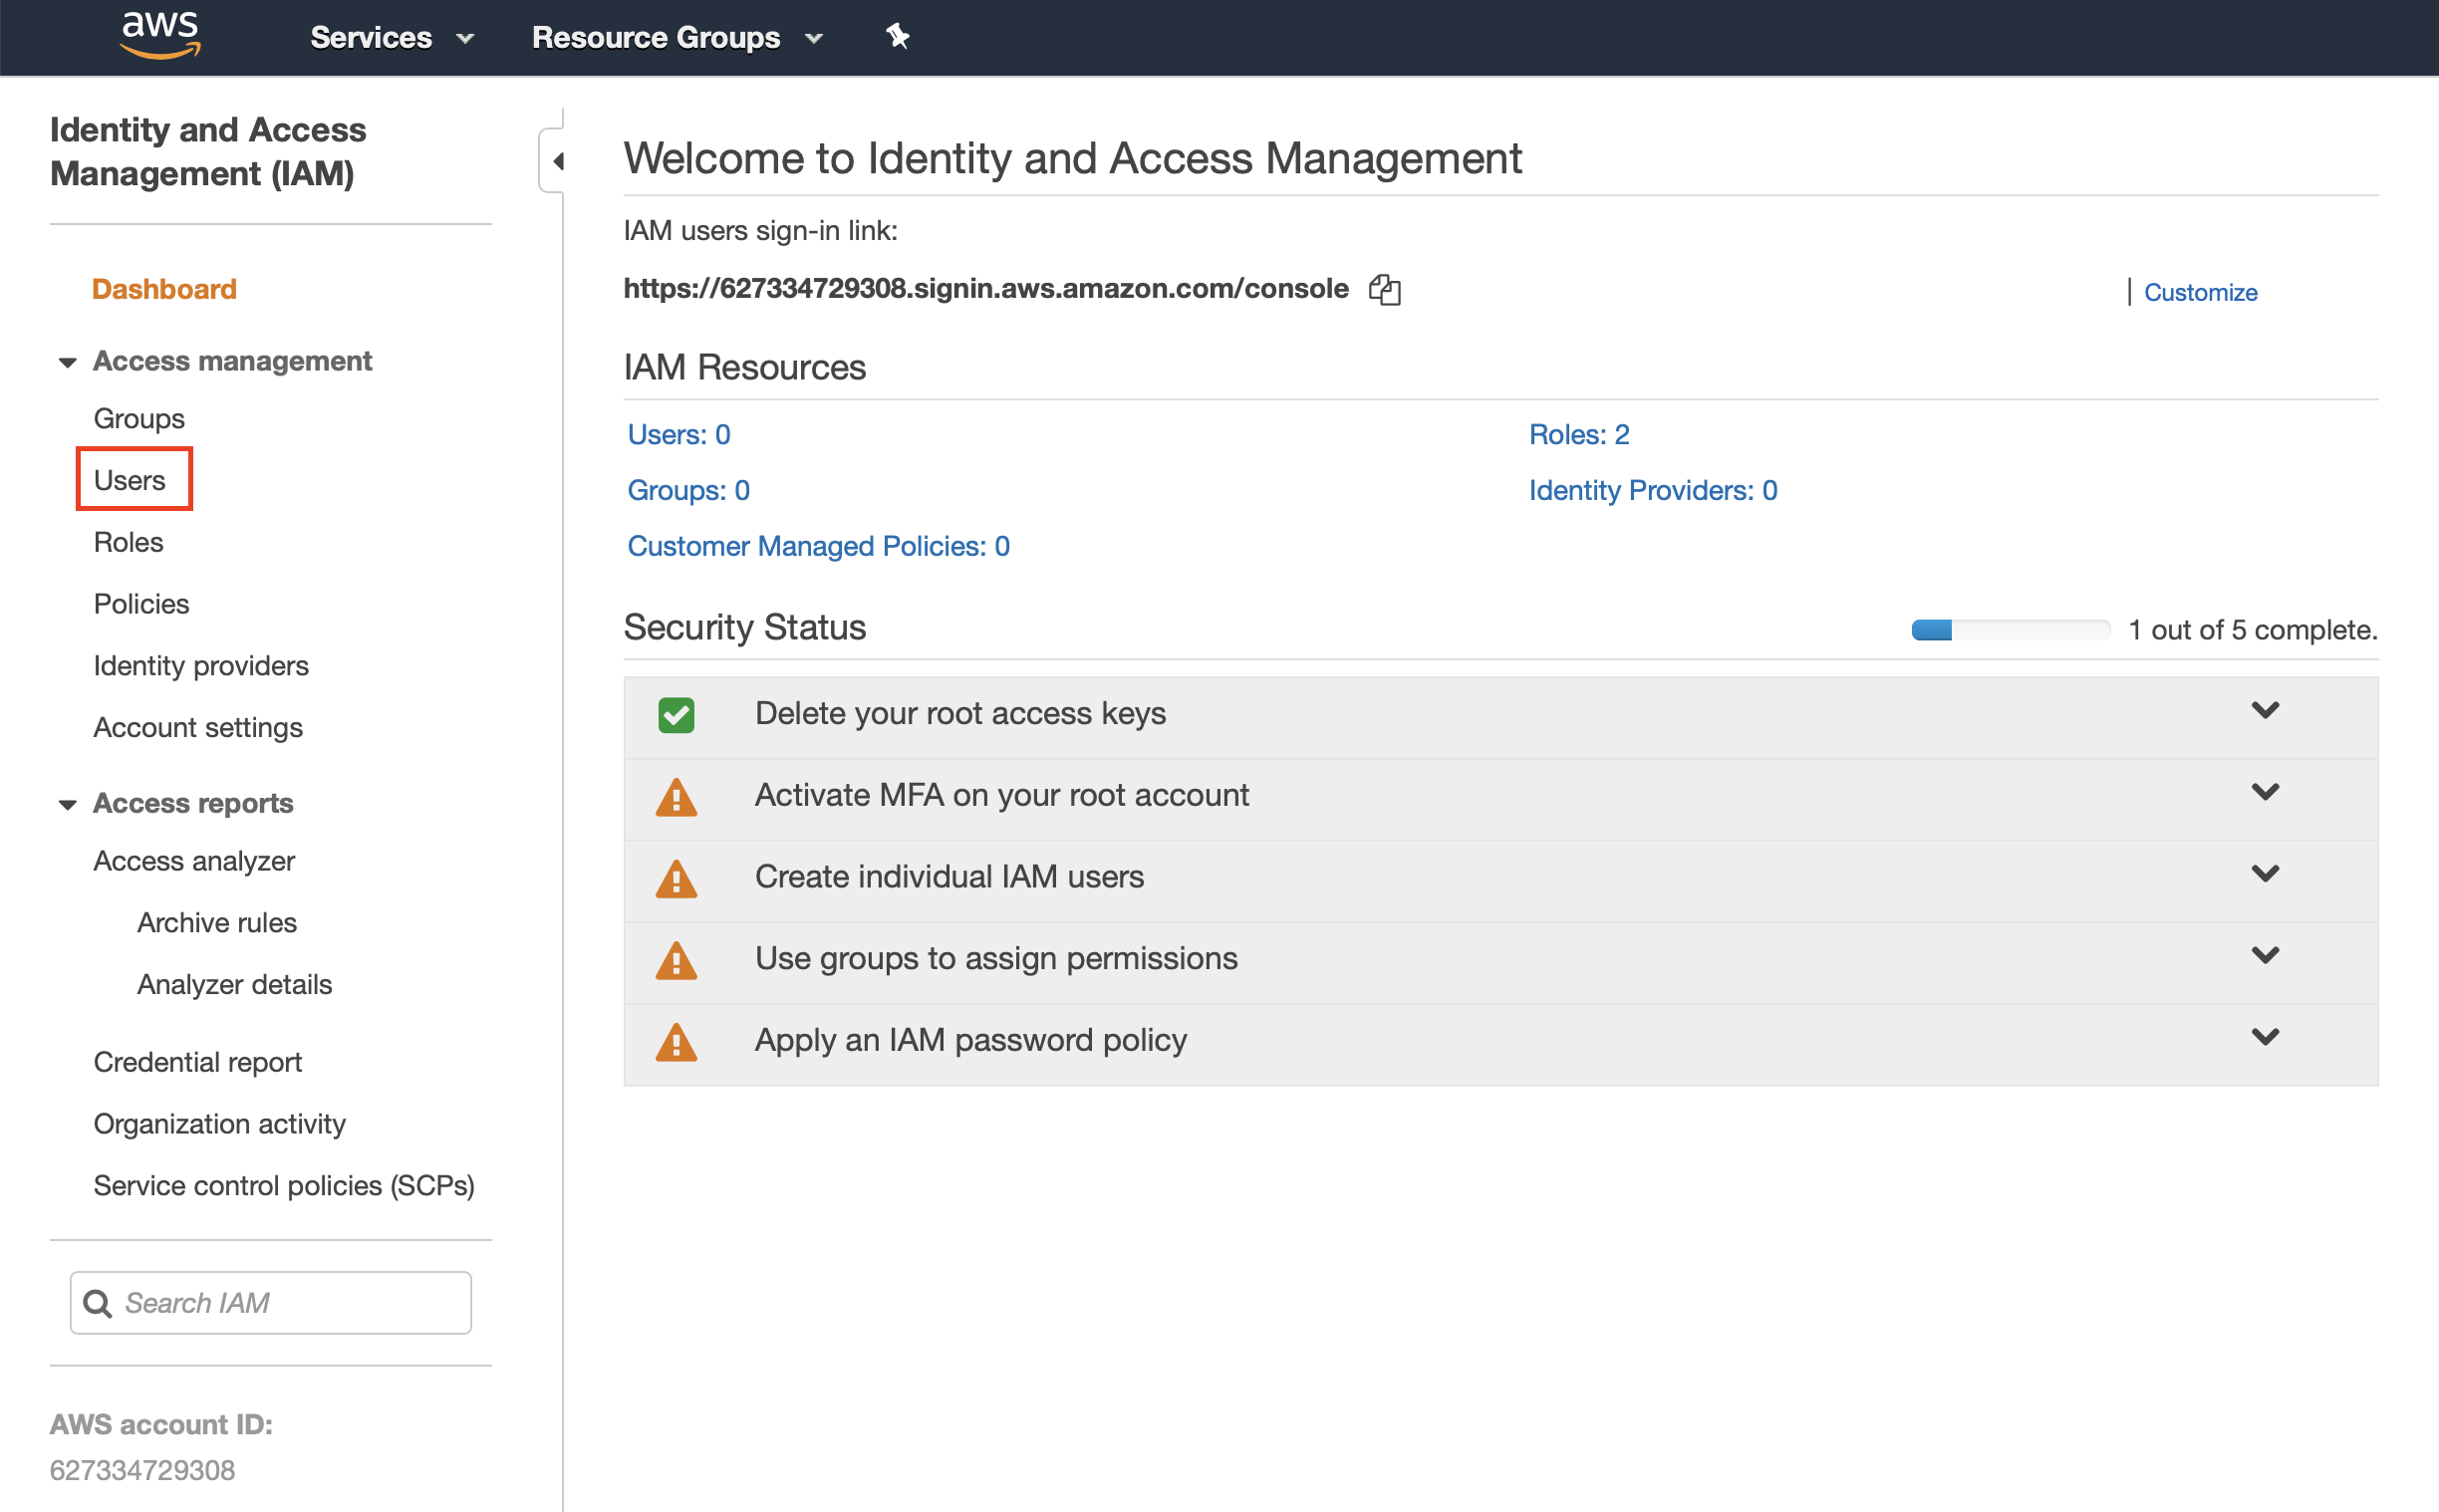 aws
Services
Resource Groups
Identity and Access
Management (IAM)
Dashboard
Access management
Groups
Users
Roles
Policies
Identity providers
Account settings
Access reports
Access analyzer
Archive rules
Analyzer details
Credential report
Organization activity
Service control policies (SCPs)
Search IAM
AWS account ID:
627334729308
Welcome to Identity and Access Management
IAM users sign-in link:
https://627334729308.signin.aws.amazon.com/console
| Customize
IAM Resources
Users: 0
Roles: 2
Groups: 0
Identity Providers: 0
Customer Managed Policies: 0
Security Status
1 out of 5 complete.
Delete your root access keys
Activate MFA on your root account
Create individual IAM users
Use groups to assign permissions
Apply an IAM password policy